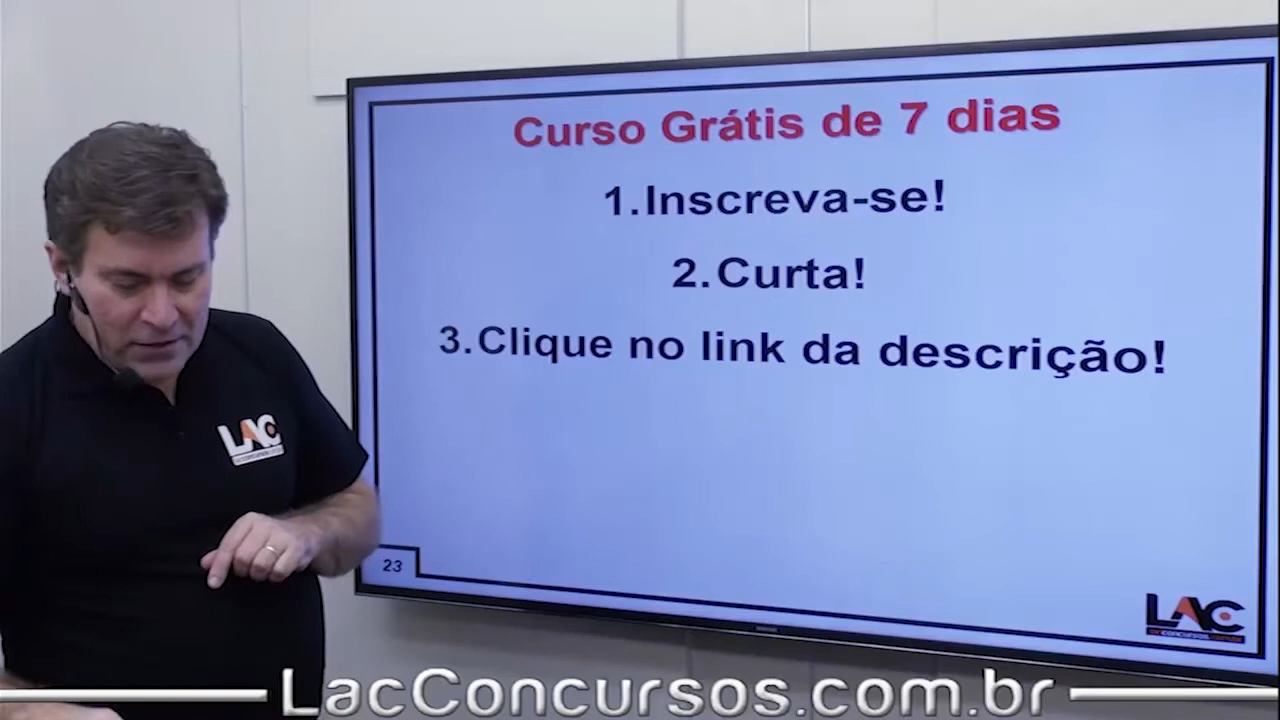 Curso Grátis de 7 dias
1.Inscreva-se!
2.Curta!
3.Clique no link da descrição!
LAC
23
LAC
LacConcursos.com.br